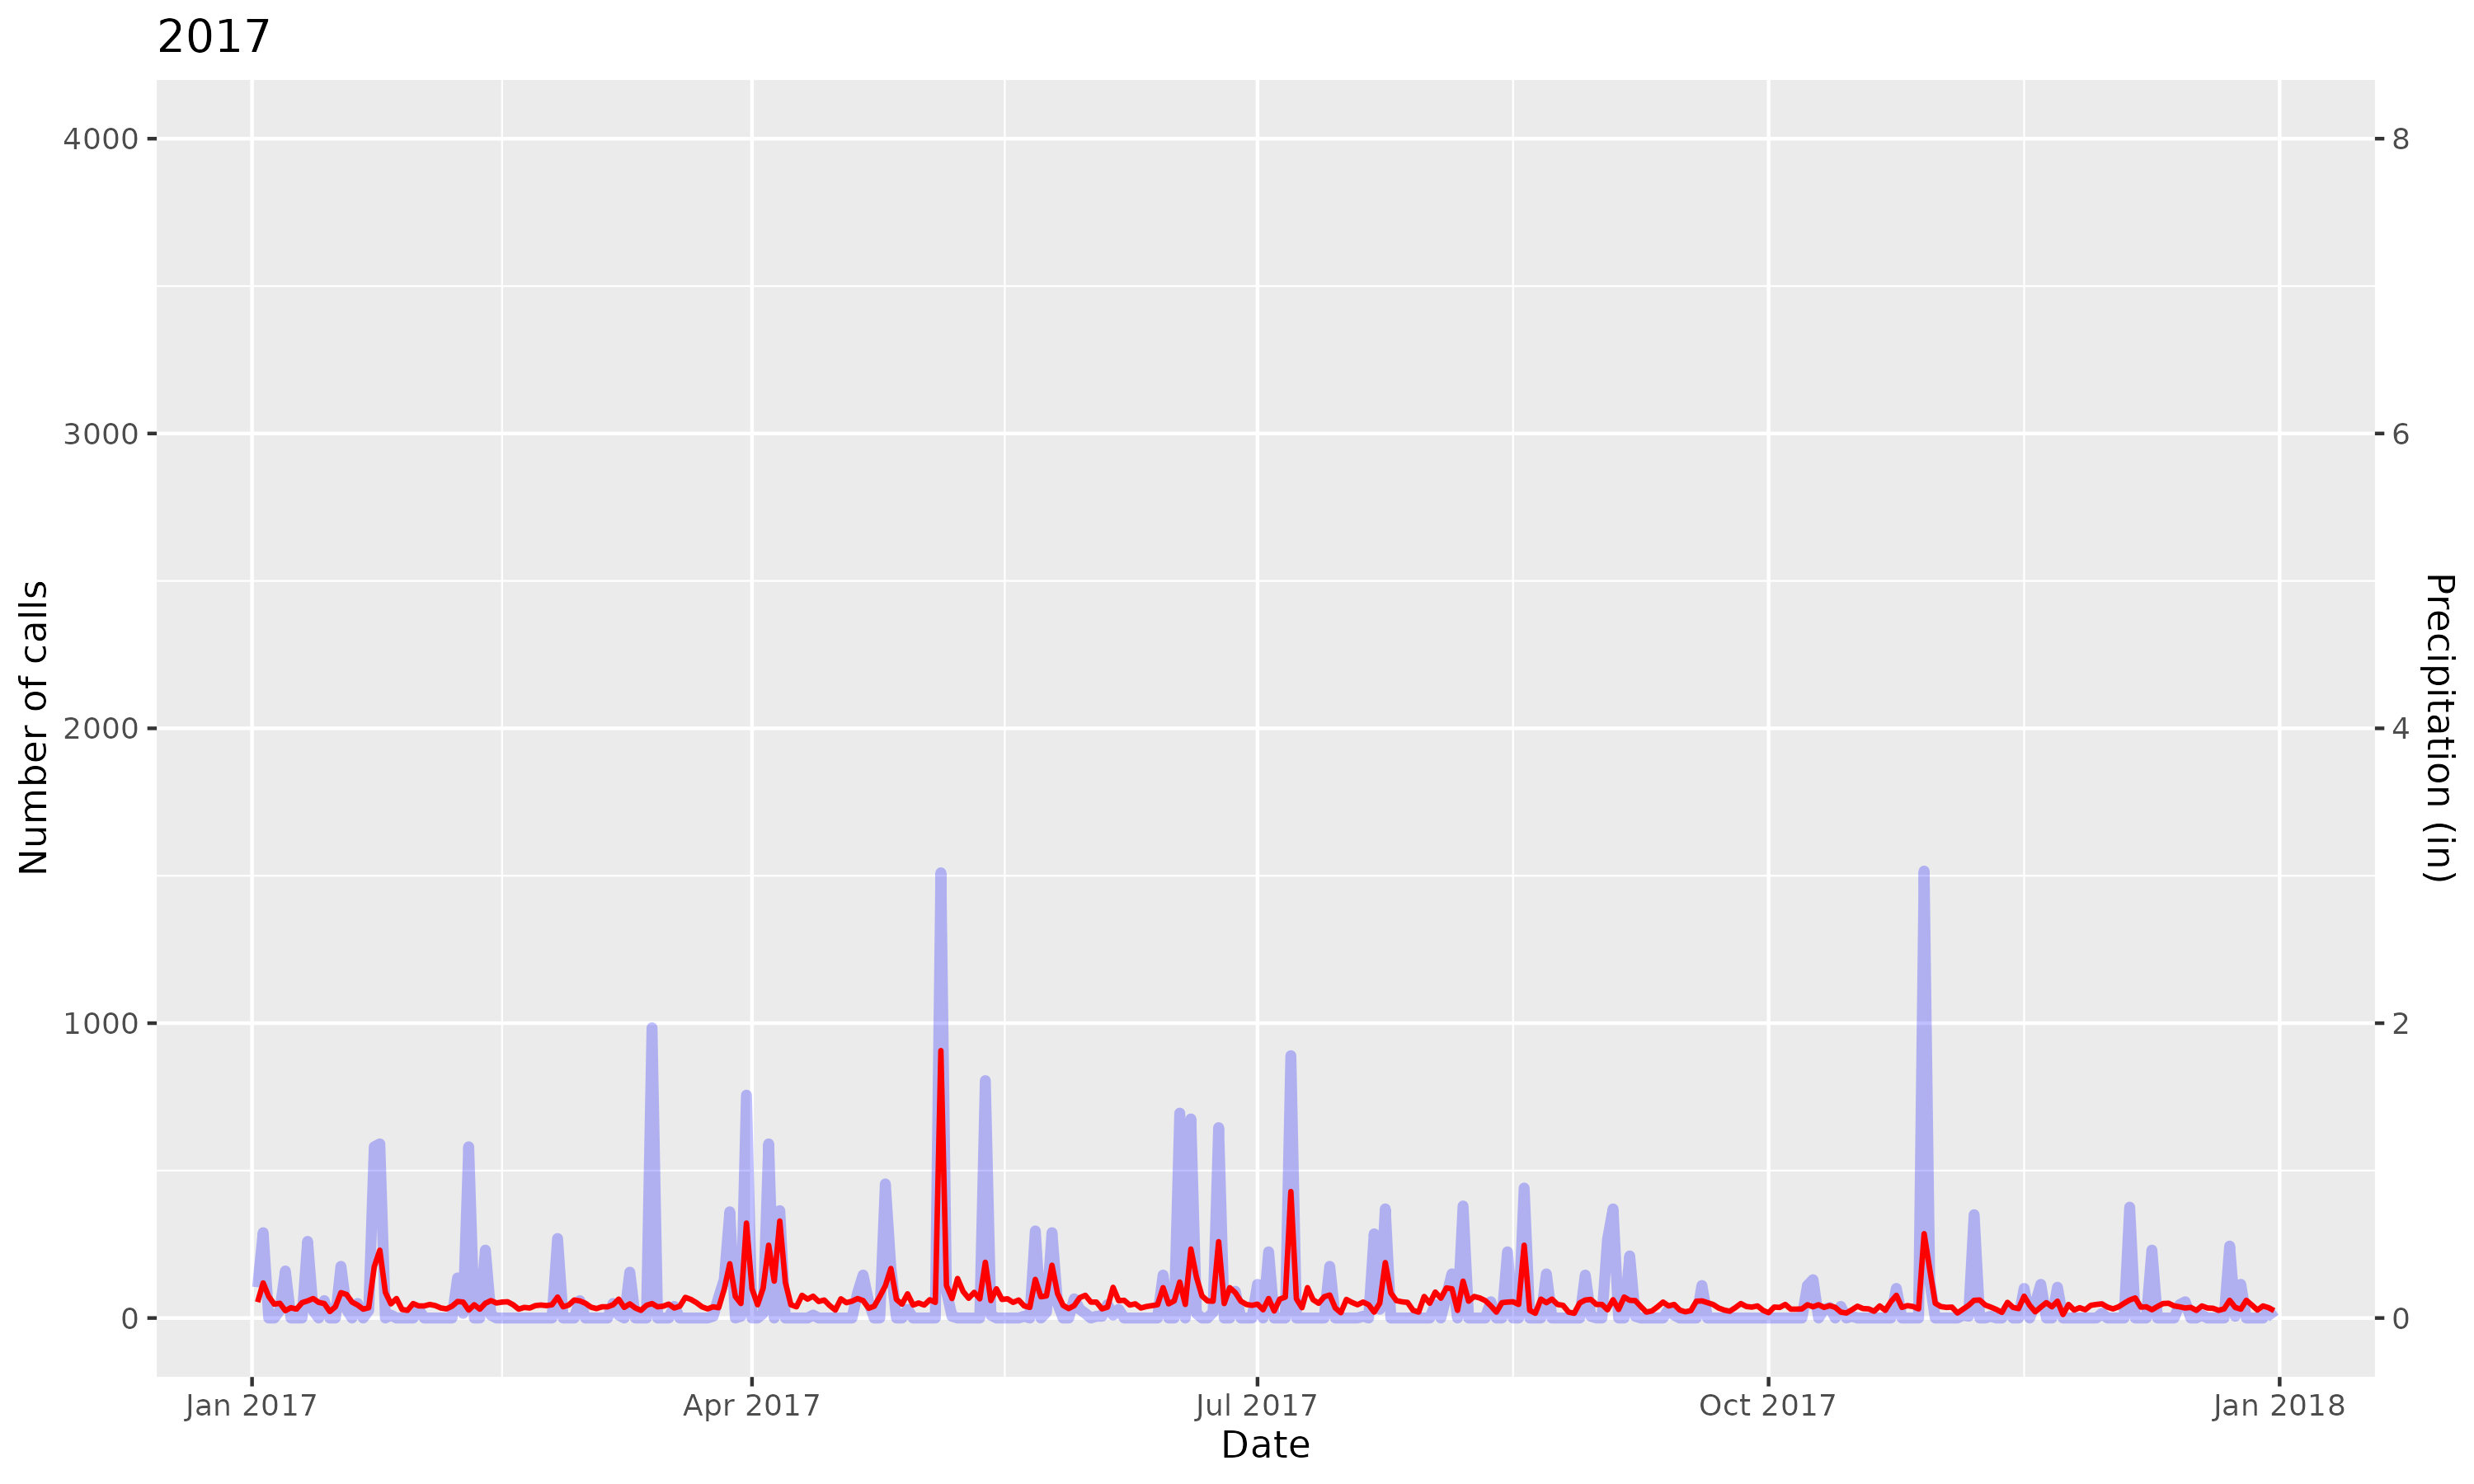 2017
4000
3000
2000
1000
0
Number of calls
8
6
4
2
0
Precipitation (in)
Jan 2017
Apr 2017
Jul 2017
Oct 2017
Jan 2018
Date